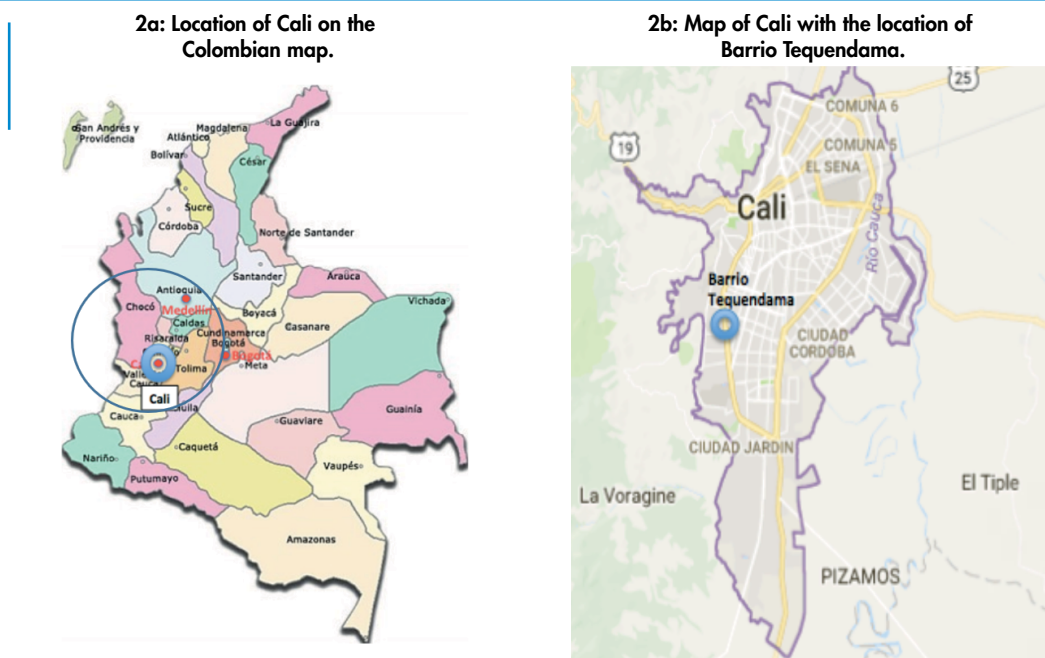 2a: Location of Cali on the
Colombian map.
San Andrés y
Providencia
Magdalena
La Guajira
Atlántico
Bolívar
César
Sucre
Córdoba
Norte de Santander
Santander
Arauca
Antioquia
Vichada
Chocó
Medellín
Boyacá
Caldas
Casanare
Risaralda
Cundinamarca
Bogotá
Bogotá
Meta
Tolima
Valle
Cauca
Cali
Huila
Cauca
Guainía
Guaviare
Caquetá
Nariño
Vaupés
Putumayo
Amazonas
2b: Map of Cali with the location of
Barrio Tequendama.
25
COMUNA 6
19
COMUNA 5
EL SENA
Cali
Río Cauca
Barrio
Tequendama
CIUDAD
CORDOBA
CIUDAD JARDIN
La Voragine
El Tiple
PIZAMOS